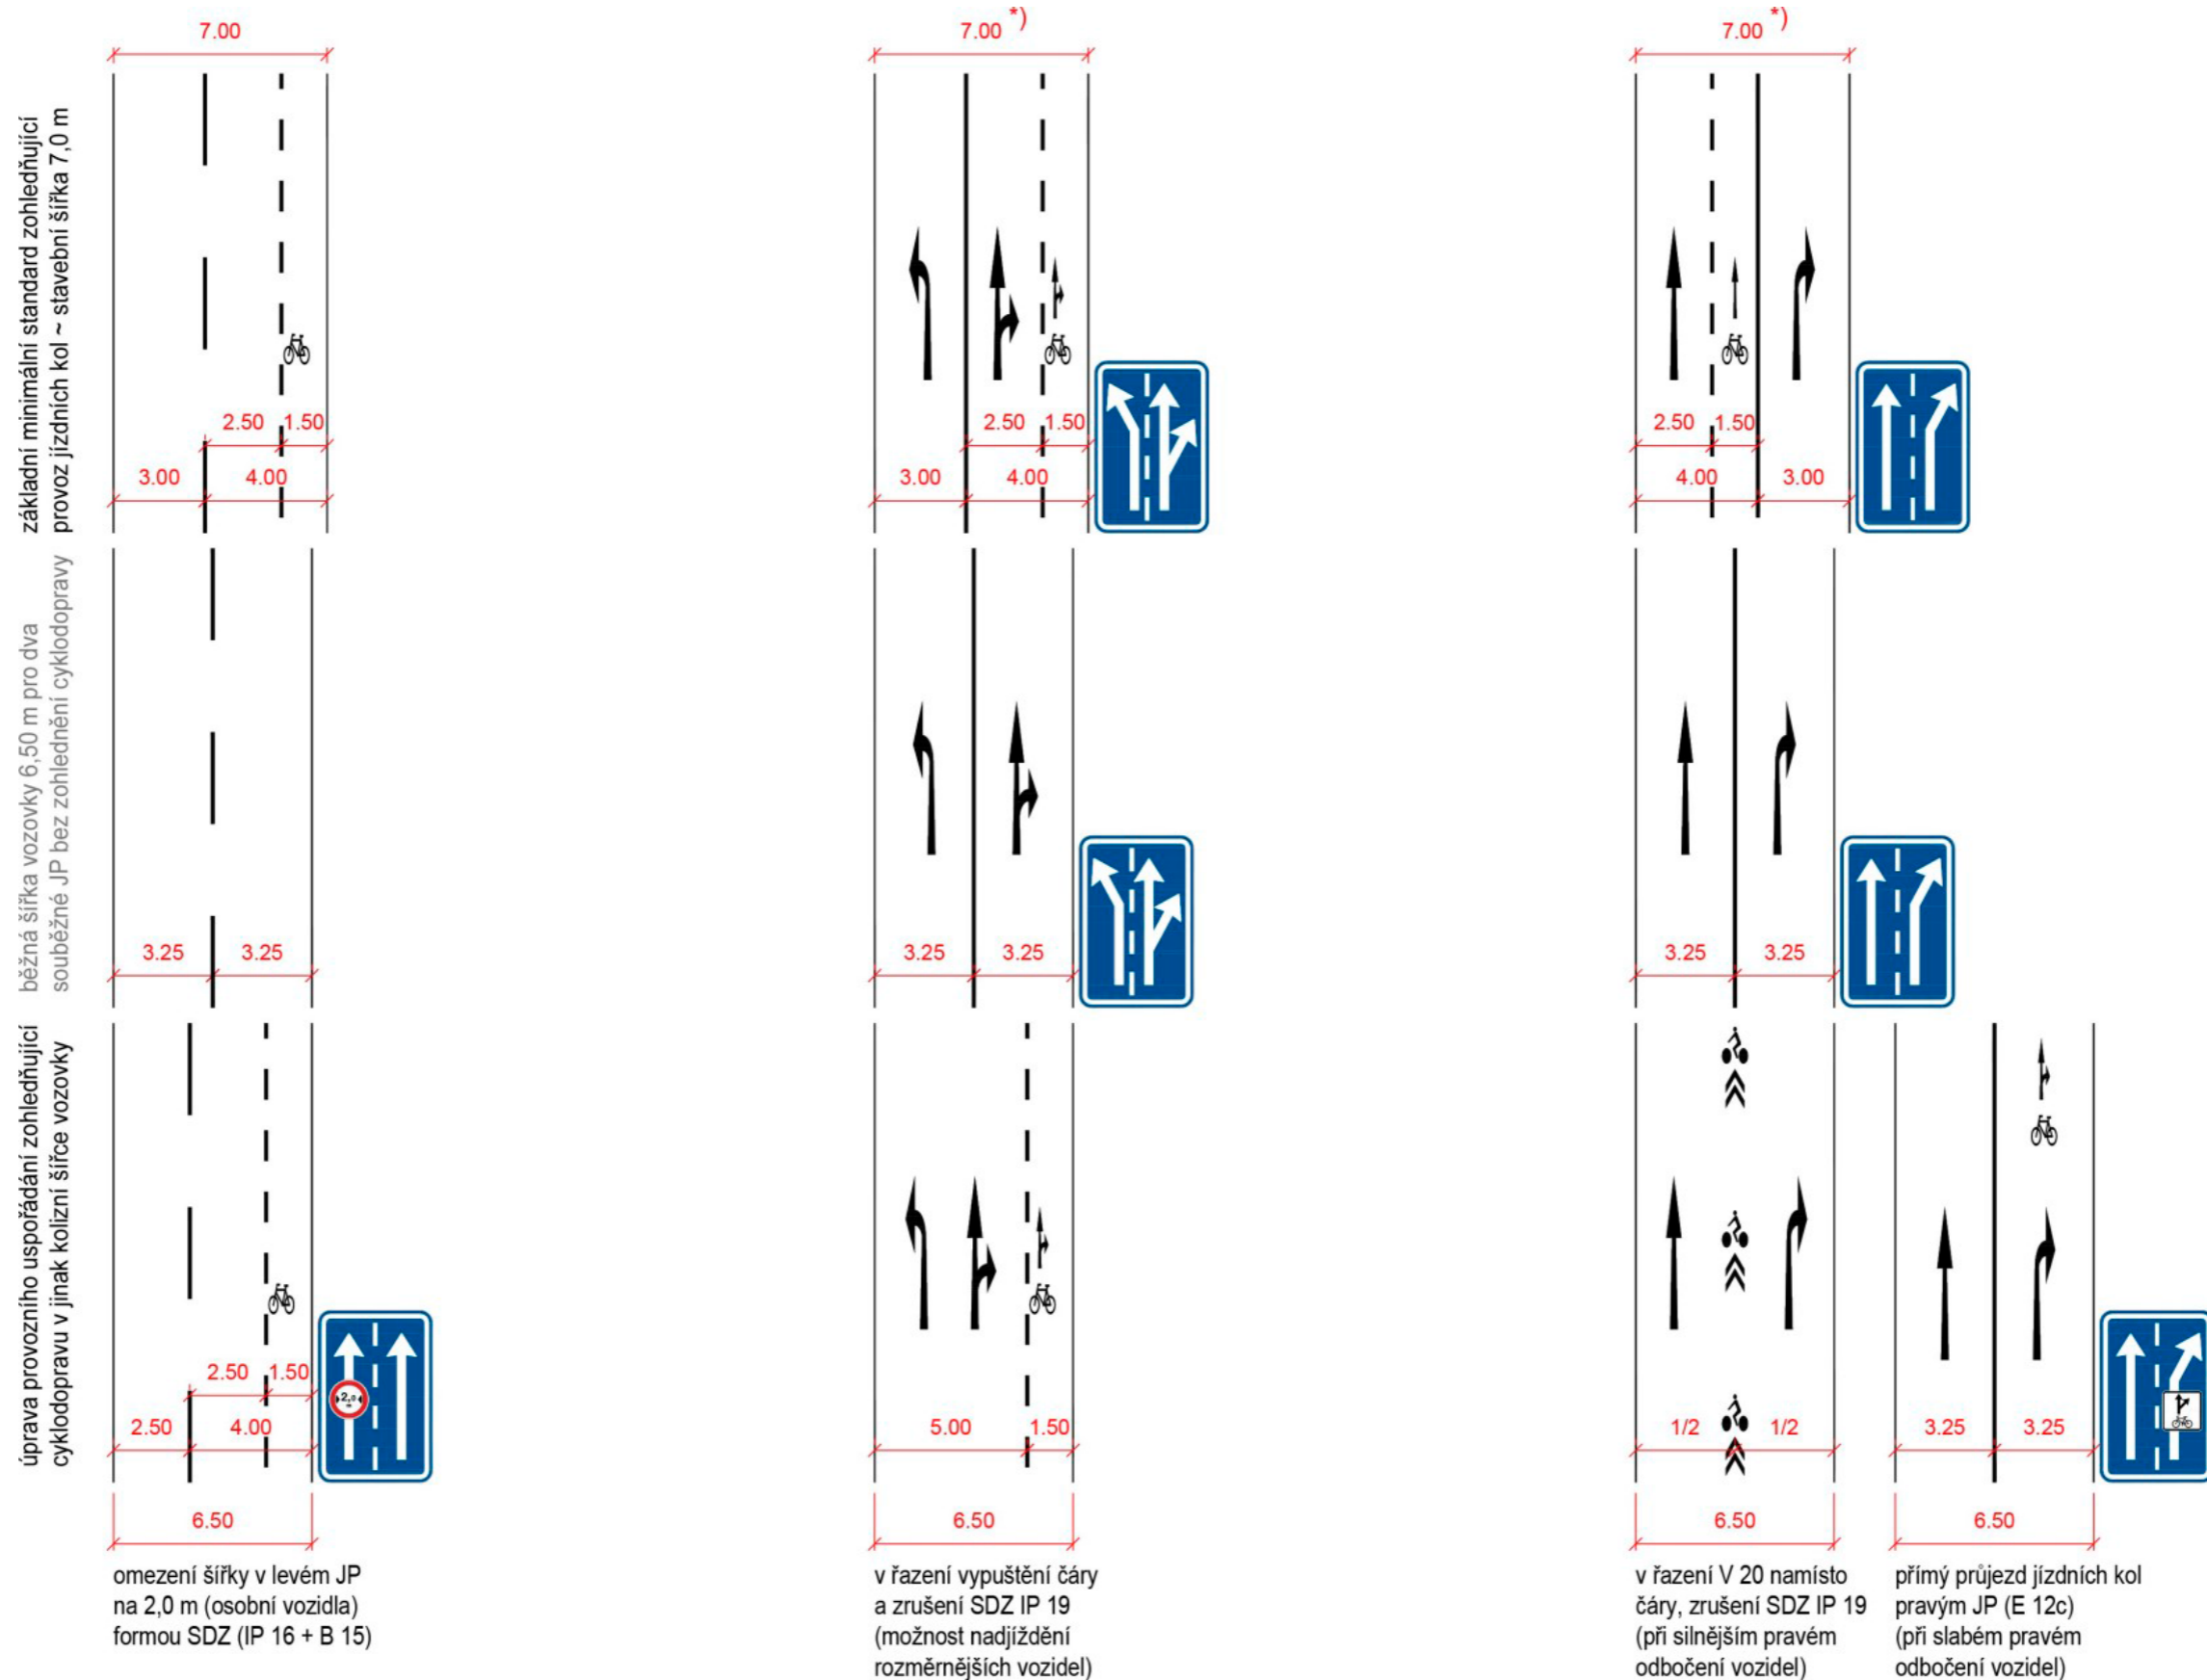 7.00
7.00 *)
7.00 *)
základní minimální standard zohledňující
provoz jízdních kol ~ stavební šířka 7,0 m
2.50 1.50
3.00 4.00
2.50 1.50
3.00 4.00
2.50 1.50
4.00 3.00
běžná šířka vozovky 6,50 m pro dva
souběžné JP bez zohlednění cyklodopravy
3.25 3.25
3.25 3.25
3.25 3.25
úprava provozního uspořádání zohledňující
cyklodopravu v jinak kolizní šířce vozovky
2.50 1.50
2.50 4.00
2,0
m
5.00 1.50
1/2 1/2
3.25 3.25
6.50
6.50
6.50
6.50
omezení šířky v levém JP
na 2,0 m (osobní vozidla)
formou SDZ (IP 16 + B 15)
v řazení vypuštění čáry
a zrušení SDZ IP 19
(možnost nadjíždění
rozměrnějších vozidel)
v řazení V 20 namísto
čáry, zrušení SDZ IP 19
(při silnějším pravém
odbočení vozidel)
přímý průjezd jízdních kol
pravým JP (E 12c)
(při slabém pravém
odbočení vozidel)